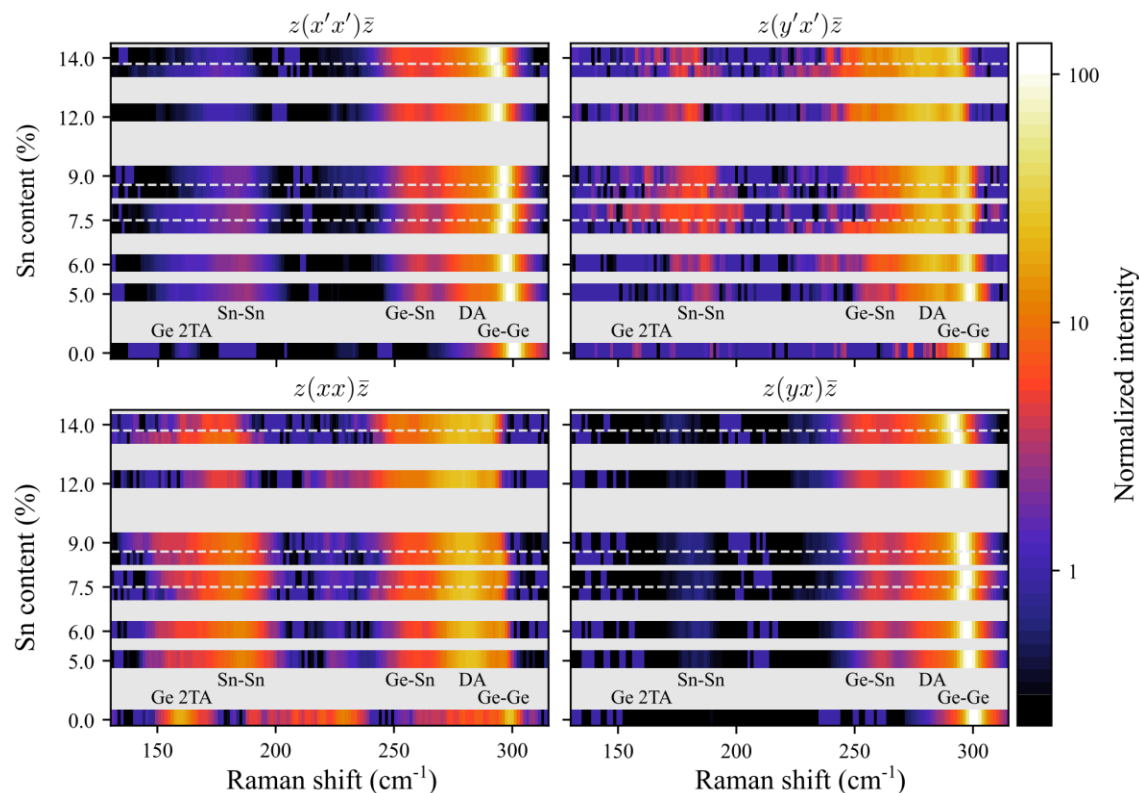 z(x′x′)z̄
z(y′x′)z̄
Sn content (%)
14.0
12.0
9.0
7.5
6.0
5.0
0.0
Sn-Sn
Ge-Sn
DA
Ge 2TA
Ge-Ge
Sn-Sn
Ge-Sn
DA
Ge 2TA
Ge-Ge
z(xx)z̄
z(yx)z̄
Sn content (%)
14.0
12.0
9.0
7.5
6.0
5.0
0.0
Sn-Sn
Ge-Sn
DA
Ge 2TA
Ge-Ge
Sn-Sn
Ge-Sn
DA
Ge 2TA
Ge-Ge
150 200 250 300
150 200 250 300
Raman shift (cm⁻¹)
Raman shift (cm⁻¹)
100
10
1
Normalized intensity